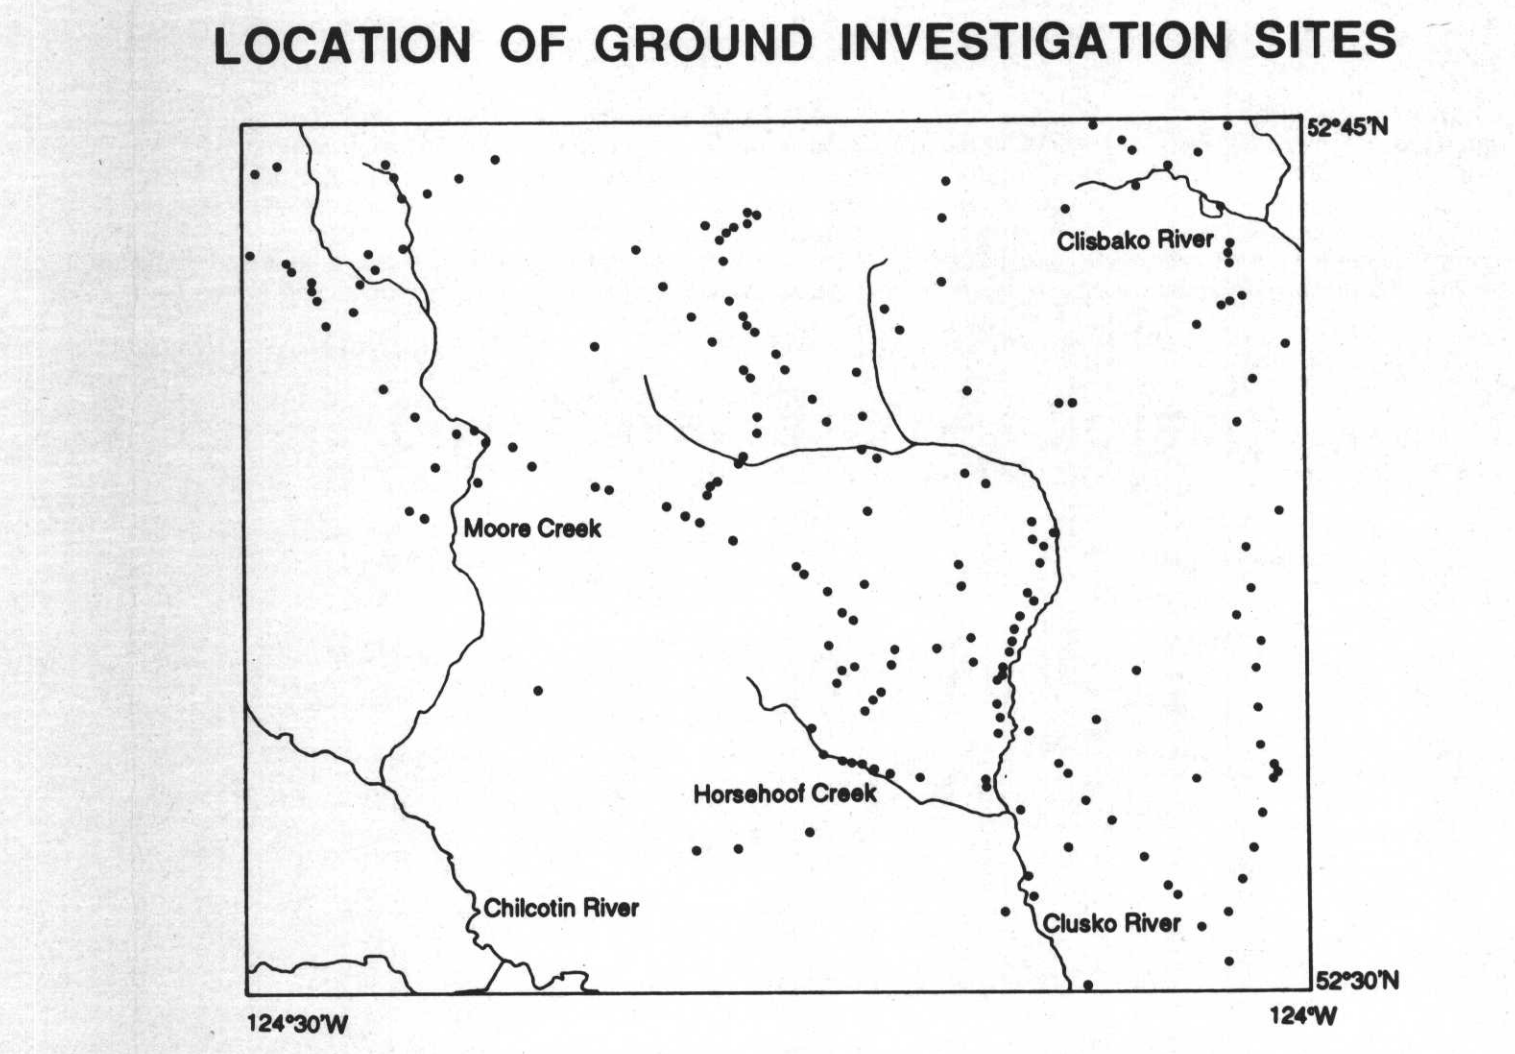 LOCATION OF GROUND INVESTIGATION SITES
52°45'N
Clisbako River
Moore Creek
Horsehoof Creek
Chilcotin River
Clusko River
52°30'N
124°30'W
124°W